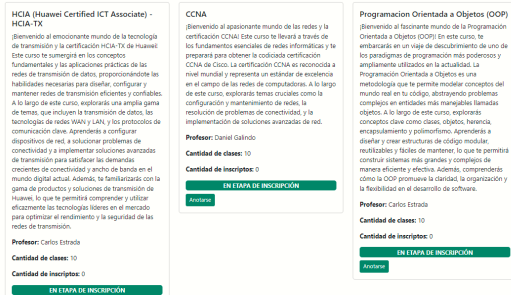 HCIA (Huawei Certified ICT Associate) -
HCIA-TX
¡Bienvenido al emocionante mundo de la tecnología
de transmisión y la certificación HCIA-TX de Huawei!
Este curso te sumergirá en los conceptos
fundamentales y las aplicaciones prácticas de las
redes de transmisión de datos, proporcionándote las
habilidades necesarias para diseñar, configurar y
mantener redes de transmisión eficientes y confiables.
A lo largo de este curso, explorarás una amplia gama
de temas, que incluyen la transmisión de datos, las
tecnologías de redes WAN y LAN, y los protocolos de
comunicación clave. Aprenderás a configurar
dispositivos de red, a solucionar problemas de
conectividad y a implementar soluciones avanzadas
de transmisión para satisfacer las demandas
crecientes de conectividad y ancho de banda en el
mundo digital actual. Además, te familiarizarás con la
gama de productos y soluciones de transmisión de
Huawei, lo que te permitirá comprender y utilizar
eficazmente las tecnologías líderes en el mercado
para optimizar el rendimiento y la seguridad de las
redes de transmisión.
Profesor: Carlos Estrada
Cantidad de clases: 10
Cantidad de inscriptos: 0
EN ETAPA DE INSCRIPCIÓN
CCNA
¡Bienvenido al apasionante mundo de las redes y la
certificación CCNA! Este curso te llevará a través de
los fundamentos esenciales de redes informáticas y te
preparará para obtener la codiciada certificación
CCNA de Cisco. La certificación CCNA es reconocida a
nivel mundial y representa un estándar de excelencia
en el campo de las redes de computadoras. A lo largo
de este curso, explorarás temas cruciales como la
configuración y mantenimiento de redes, la
resolución de problemas de conectividad, y la
implementación de soluciones avanzadas de red.
Profesor: Daniel Galindo
Cantidad de clases: 10
Cantidad de inscriptos: 0
EN ETAPA DE INSCRIPCIÓN
Anotarse
Programacion Orientada a Objetos (OOP)
¡Bienvenido al fascinante mundo de la Programación
Orientada a Objetos (OOP)! En este curso, te
embarcarás en un viaje de descubrimiento de uno de
los paradigmas de programación más poderosos y
ampliamente utilizados en la actualidad. La
Programación Orientada a Objetos es una
metodología que te permite modelar conceptos del
mundo real en tu código, abstrayendo problemas
complejos en entidades más manejables llamadas
objetos. A lo largo de este curso, explorarás
conceptos clave como clases, objetos, herencia,
encapsulamiento y polimorfismo. Aprenderás a
diseñar y crear estructuras de código modular,
reutilizables y fáciles de mantener, lo que te permitirá
construir sistemas más grandes y complejos de
manera eficiente y efectiva. Además, comprenderás
cómo la OOP promueve la claridad, la organización y
la flexibilidad en el desarrollo de software.
Profesor: Carlos Estrada
Cantidad de clases: 10
Cantidad de inscriptos: 0
EN ETAPA DE INSCRIPCIÓN
Anotarse